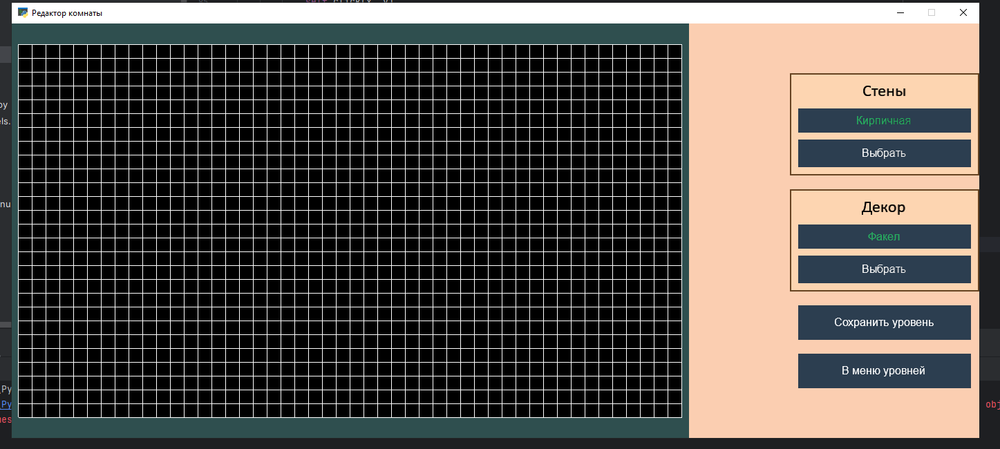 Редактор комнаты
Стены
Кирпичная
Выбрать
Декор
Факел
Выбрать
Сохранить уровень
В меню уровней